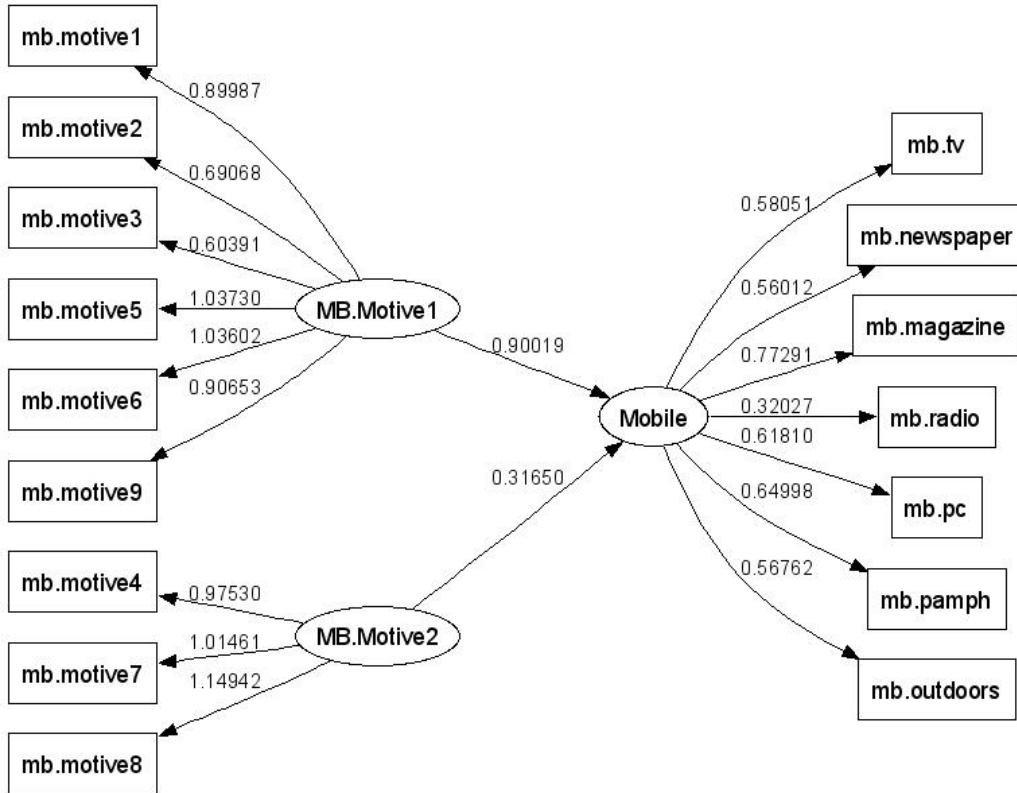 mb.motive1
0.89987
mb.motive2
0.69068
mb.motive3
0.60391
mb.motive5
1.03730
MB.Motive1
mb.motive6
1.03602
0.90653
mb.motive9
0.90019
0.31650
mb.motive4
0.97530
MB.Motive2
mb.motive7
1.01461
mb.motive8
1.14942
Mobile
0.58051
mb.tv
0.56012
mb.newspaper
0.77291
mb.magazine
0.32027
mb.radio
0.61810
mb.pc
0.64998
mb.pamph
0.56762
mb.outdoors